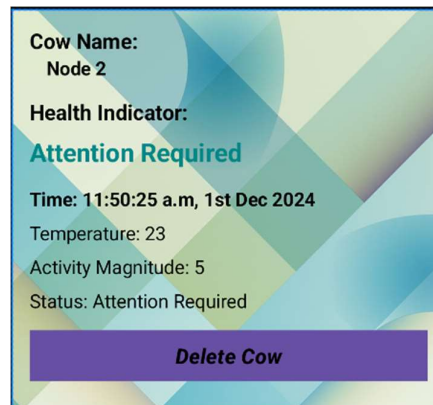 Cow Name:
Node 2
Health Indicator:
Attention Required
Time: 11:50:25 a.m, 1st Dec 2024
Temperature: 23
Activity Magnitude: 5
Status: Attention Required
Delete Cow